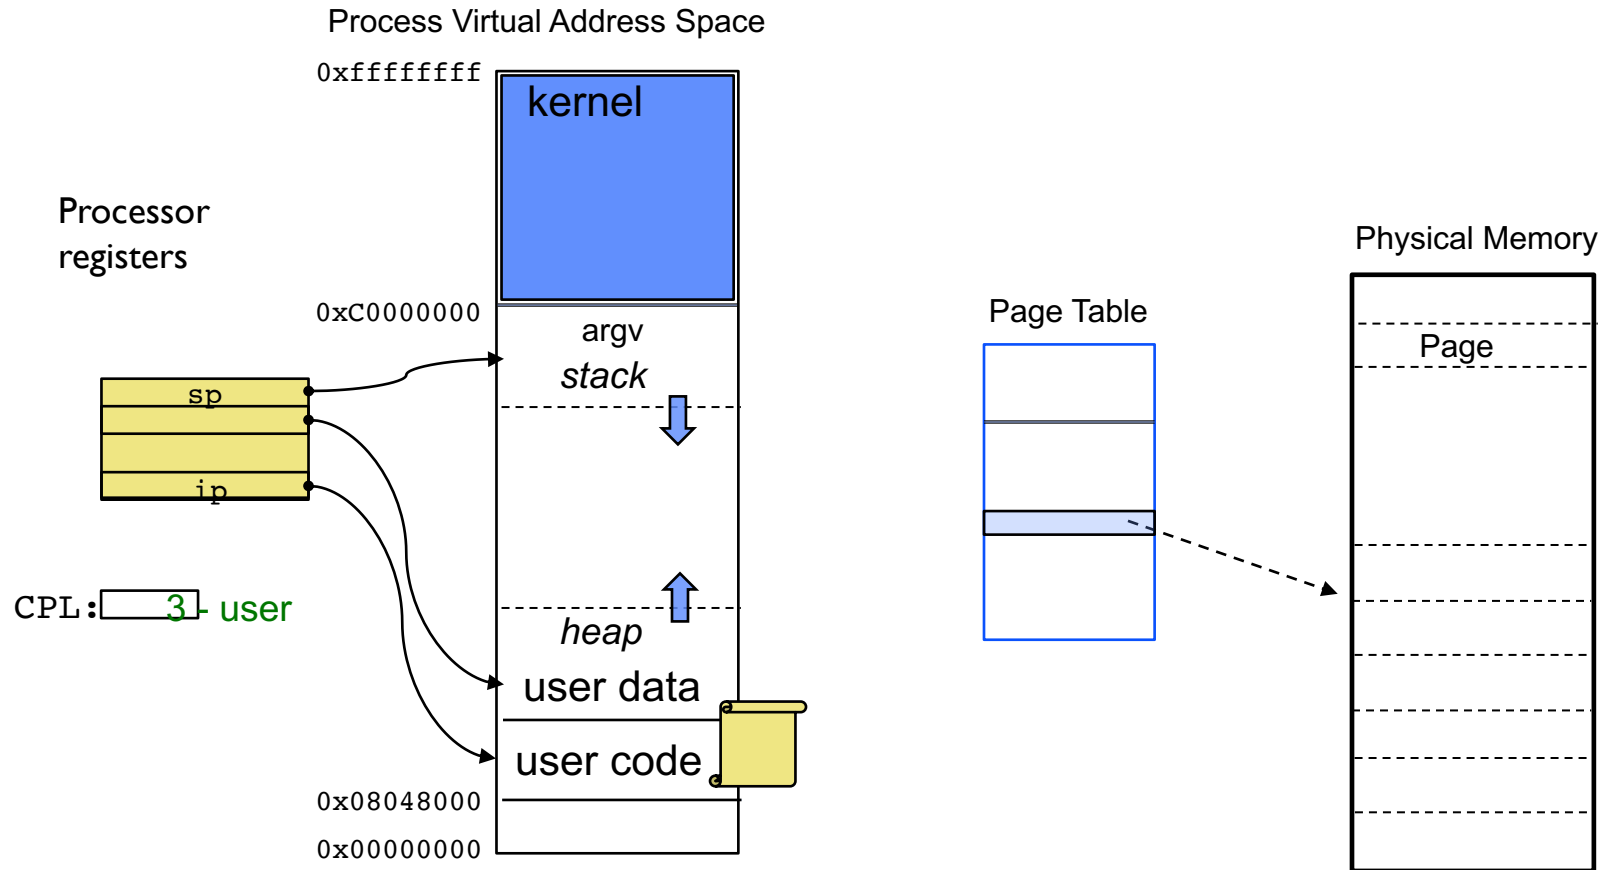 Process Virtual Address Space
0xffffffff
kernel
Processor
registers
Physical Memory
0xC0000000
Page Table
argv
Page
stack
sp
ip
CPL:
3 - user
heap
user data
user code
0x08048000
0x00000000